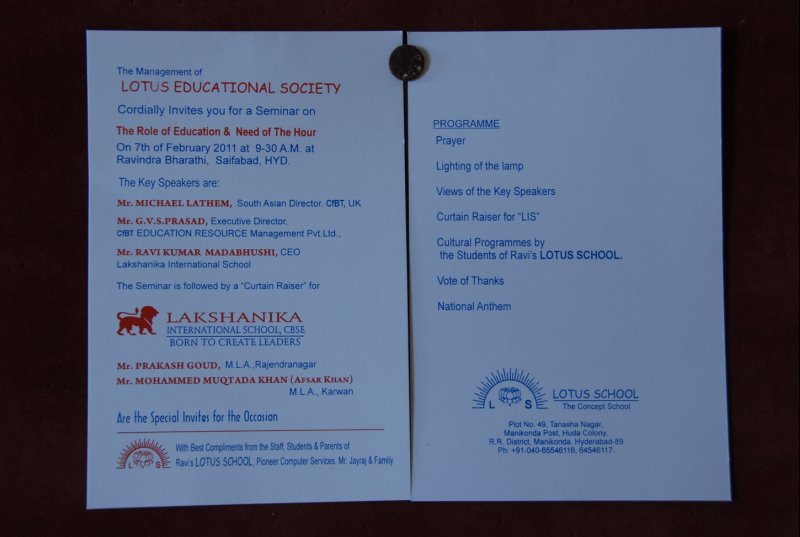 The Management of
LOTUS EDUCATIONAL SOCIETY
Cordially Invites you for a Seminar on
The Role of Education & Need of The Hour
On 7th of February 2011 at 9-30 A.M. at
Ravindra Bharathi, Saifabad, HYD.
The Key Speakers are:
Mr. MICHAEL LATHEM, South Asian Director. CfBT, UK
Mr. G.V.S.PRASAD, Executive Director,
CfBT EDUCATION RESOURCE Management Pvt.Ltd.,
Mr. RAVI KUMAR MADABHUSHI, CEO
Lakshanika International School
The Seminar is followed by a "Curtain Raiser" for
LAKSHANIKA
INTERNATIONAL SCHOOL, CBSE
BORN TO CREATE LEADERS
Mr. PRAKASH GOUD, M.L.A.,Rajendranagar
Mr. MOHAMMED MUQTADA KHAN (AFSAR KHAN)
M.L.A., Karwan
Are the Special Invites for the Occasion
With Best Compliments from the Staff, Students & Parents of
Ravi's LOTUS SCHOOL, Pioneer Computer Services. Mr. Jayraj & Family
L S
PROGRAMME
Prayer
Lighting of the lamp
Views of the Key Speakers
Curtain Raiser for "LIS"
Cultural Programmes by
the Students of Ravi's LOTUS SCHOOL.
Vote of Thanks
National Anthem
L S
LOTUS SCHOOL
The Concept School
Plot No. 49, Tanasha Nagar,
Manikonda Post, Huda Colony,
R.R. District, Manikonda. Hyderabad-89
Ph: +91-040-65546116, 64546117